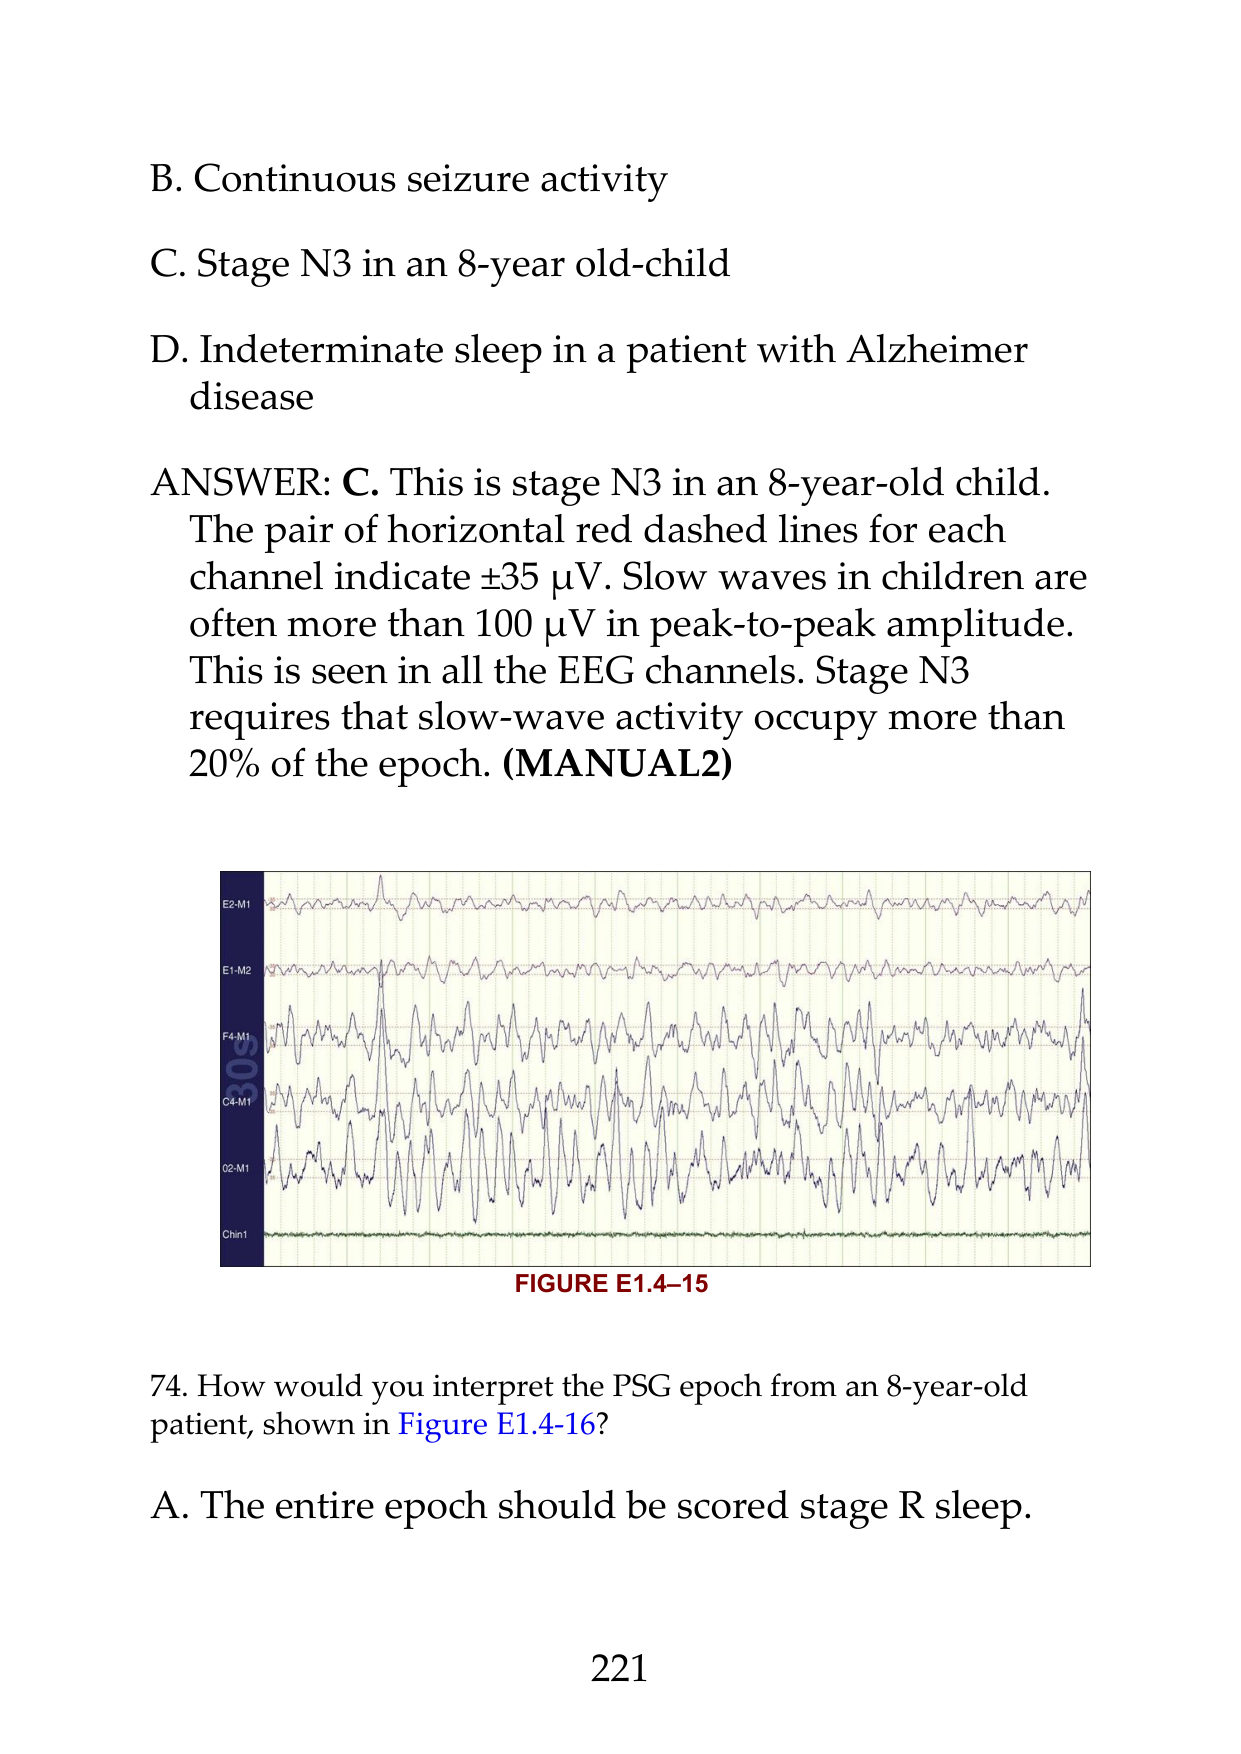 B. Continuous seizure activity
C. Stage N3 in an 8-year old-child
D. Indeterminate sleep in a patient with Alzheimer
disease
ANSWER: C. This is stage N3 in an 8-year-old child.
The pair of horizontal red dashed lines for each
channel indicate ±35 μV. Slow waves in children are
often more than 100 μV in peak-to-peak amplitude.
This is seen in all the EEG channels. Stage N3
requires that slow-wave activity occupy more than
20% of the epoch. (MANUAL2)
E2-M1
E1-M2
F4-M1
30s
C4-M1
02-M1
Chin1
FIGURE E1.4–15
74. How would you interpret the PSG epoch from an 8-year-old
patient, shown in Figure E1.4-16?
A. The entire epoch should be scored stage R sleep.
221